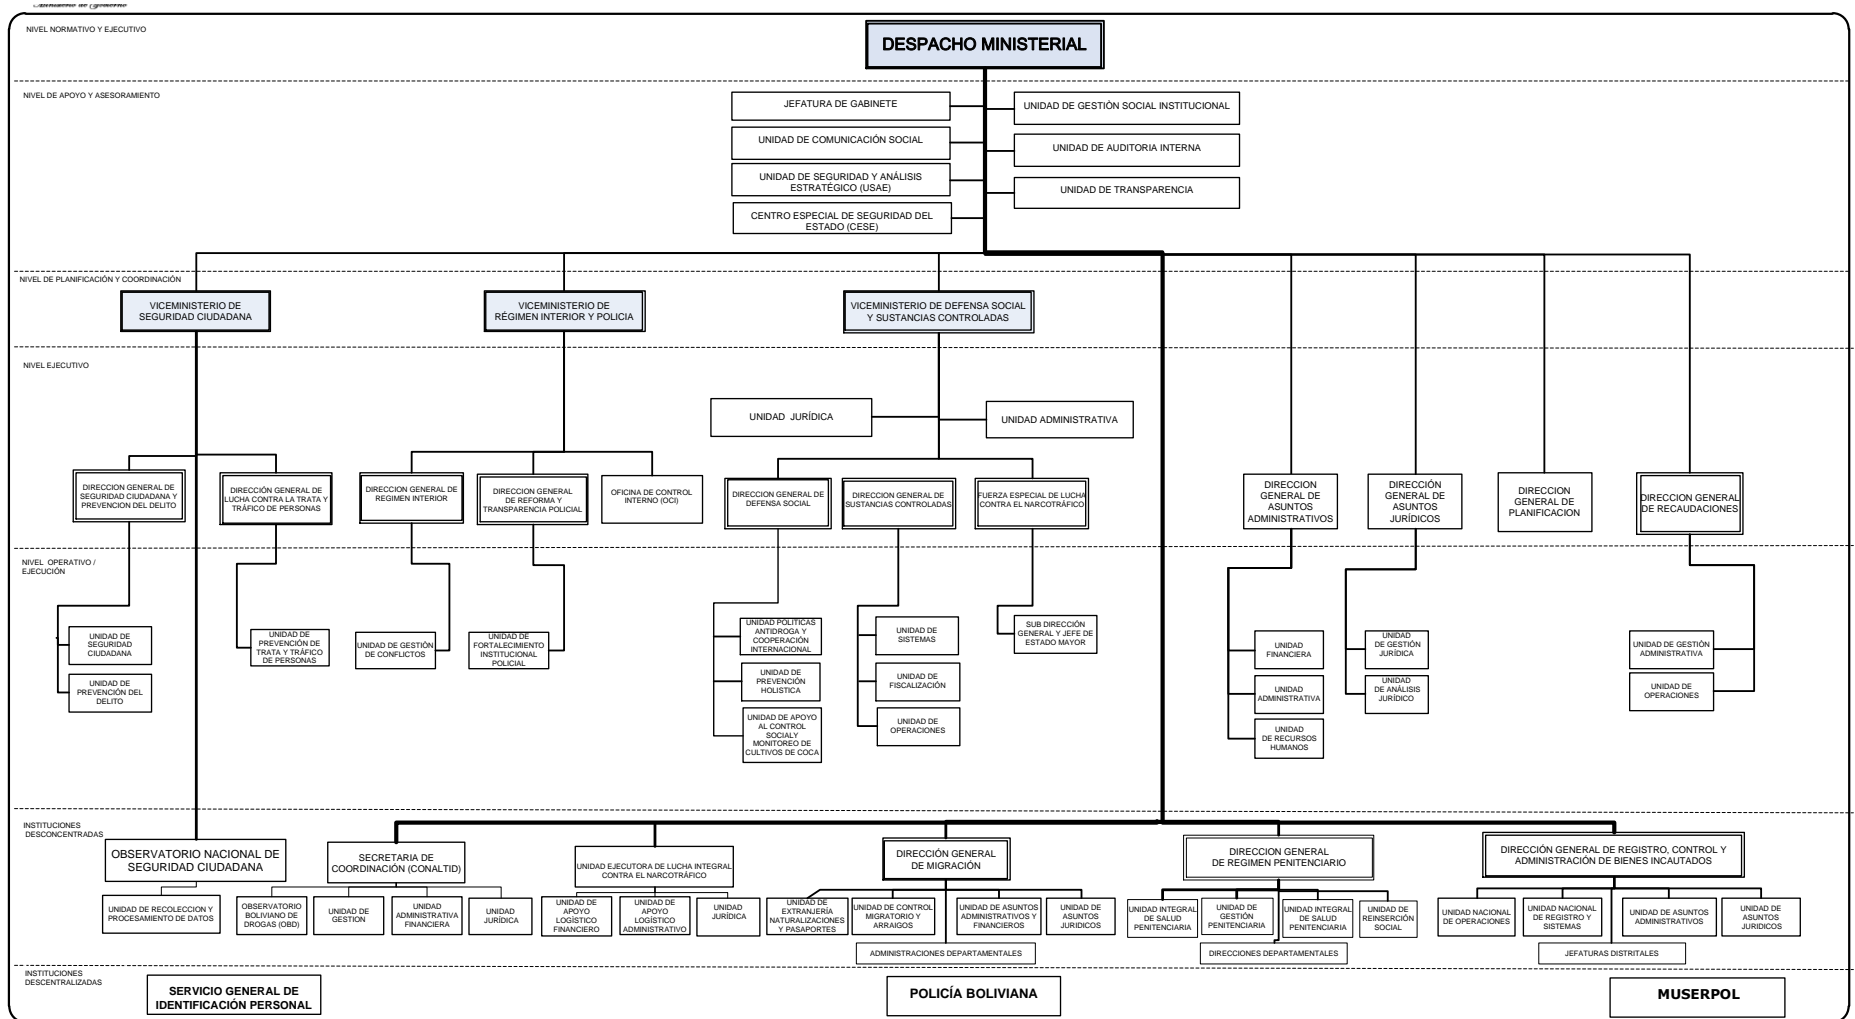 Ministerio de Gobierno
NIVEL NORMATIVO Y EJECUTIVO
DESPACHO MINISTERIAL
NIVEL DE APOYO Y ASESORAMIENTO
JEFATURA DE GABINETE
UNIDAD DE GESTIÓN SOCIAL INSTITUCIONAL
UNIDAD DE COMUNICACIÓN SOCIAL
UNIDAD DE AUDITORIA INTERNA
UNIDAD DE SEGURIDAD Y ANÁLISIS
ESTRATÉGICO (USAE)
UNIDAD DE TRANSPARENCIA
CENTRO ESPECIAL DE SEGURIDAD DEL
ESTADO (CESE)
NIVEL DE PLANIFICACIÓN Y COORDINACIÓN
VICEMINISTERIO DE
SEGURIDAD CIUDADANA
VICEMINISTERIO DE
RÉGIMEN INTERIOR Y POLICIA
VICEMINISTERIO DE DEFENSA SOCIAL
Y SUSTANCIAS CONTROLADAS
NIVEL EJECUTIVO
UNIDAD JURÍDICA
UNIDAD ADMINISTRATIVA
DIRECCION GENERAL DE
SEGURIDAD CIUDADANA Y
PREVENCION DEL DELITO
DIRECCIÓN GENERAL DE
LUCHA CONTRA LA TRATA Y
TRÁFICO DE PERSONAS
DIRECCION GENERAL DE
REGIMEN INTERIOR
DIRECCION GENERAL
DE REFORMA Y
TRANSPARENCIA POLICIAL
OFICINA DE CONTROL
INTERNO (OCI)
DIRECCION GENERAL DE
DEFENSA SOCIAL
DIRECCION GENERAL DE
SUSTANCIAS CONTROLADAS
FUERZA ESPECIAL DE LUCHA
CONTRA EL NARCOTRÁFICO
DIRECCION
GENERAL DE
ASUNTOS
ADMINISTRATIVOS
DIRECCIÓN
GENERAL DE
ASUNTOS
JURÍDICOS
DIRECCION
GENERAL DE
PLANIFICACION
DIRECCION GENERAL
DE RECAUDACIONES
NIVEL OPERATIVO /
EJECUCIÓN
UNIDAD DE
SEGURIDAD
CIUDADANA
UNIDAD DE
PREVENCIÓN DEL
DELITO
UNIDAD DE
PREVENCIÓN DE
TRATA Y TRÁFICO
DE PERSONAS
UNIDAD DE GESTIÓN
DE CONFLICTOS
UNIDAD DE
FORTALECIMIENTO
INSTITUCIONAL
POLICIAL
UNIDAD POLITICAS
ANTIDROGA Y
COOPERACIÓN
INTERNACIONAL
UNIDAD DE
PREVENCIÓN
HOLISTICA
UNIDAD DE APOYO
AL CONTROL
SOCIALY
MONITOREO DE
CULTIVOS DE COCA
UNIDAD DE
SISTEMAS
UNIDAD DE
FISCALIZACIÓN
UNIDAD DE
OPERACIONES
SUB DIRECCIÓN
GENERAL Y JEFE DE
ESTADO MAYOR
UNIDAD
FINANCIERA
UNIDAD
ADMINISTRATIVA
UNIDAD
DE RECURSOS
HUMANOS
UNIDAD
DE GESTIÓN
JURÍDICA
UNIDAD
DE ANÁLISIS
JURÍDICO
UNIDAD DE GESTIÓN
ADMINISTRATIVA
UNIDAD DE
OPERACIONES
INSTITUCIONES
DESCONCENTRADAS
OBSERVATORIO NACIONAL DE
SEGURIDAD CIUDADANA
UNIDAD DE RECOLECCION Y
PROCESAMIENTO DE DATOS
SECRETARIA DE
COORDINACIÓN (CONALTID)
OBSERVATORIO
BOLIVIANO DE
DROGAS (OBD)
UNIDAD DE
GESTION
UNIDAD
ADMINISTRATIVA
FINANCIERA
UNIDAD
JURÍDICA
UNIDAD EJECUTORA DE LUCHA INTEGRAL
CONTRA EL NARCOTRÁFICO
UNIDAD DE
APOYO
LOGÍSTICO
FINANCIERO
UNIDAD DE
APOYO
LOGÍSTICO
ADMINISTRATIVO
UNIDAD
JURÍDICA
DIRECCIÓN GENERAL
DE MIGRACIÓN
UNIDAD DE
EXTRANJERÍA
NATURALIZACIONES
Y PASAPORTES
UNIDAD DE CONTROL
MIGRATORIO Y
ARRAIGOS
UNIDAD DE ASUNTOS
ADMINISTRATIVOS Y
FINANCIEROS
UNIDAD DE
ASUNTOS
JURIDICOS
ADMINISTRACIONES DEPARTAMENTALES
DIRECCION GENERAL
DE REGIMEN PENITENCIARIO
UNIDAD INTEGRAL
DE SALUD
PENITENCIARIA
UNIDAD DE
GESTIÓN
PENITENCIARIA
UNIDAD INTEGRAL
DE SALUD
PENITENCIARIA
UNIDAD DE
REINSERCIÓN
SOCIAL
DIRECCIONES DEPARTAMENTALES
DIRECCIÓN GENERAL DE REGISTRO, CONTROL Y
ADMINISTRACIÓN DE BIENES INCAUTADOS
UNIDAD NACIONAL
DE OPERACIONES
UNIDAD NACIONAL
DE REGISTRO Y
SISTEMAS
UNIDAD DE ASUNTOS
ADMINISTRATIVOS
UNIDAD DE
ASUNTOS
JURIDICOS
JEFATURAS DISTRITALES
INSTITUCIONES
DESCENTRALIZADAS
SERVICIO GENERAL DE
IDENTIFICACIÓN PERSONAL
POLICÍA BOLIVIANA
MUSERPOL